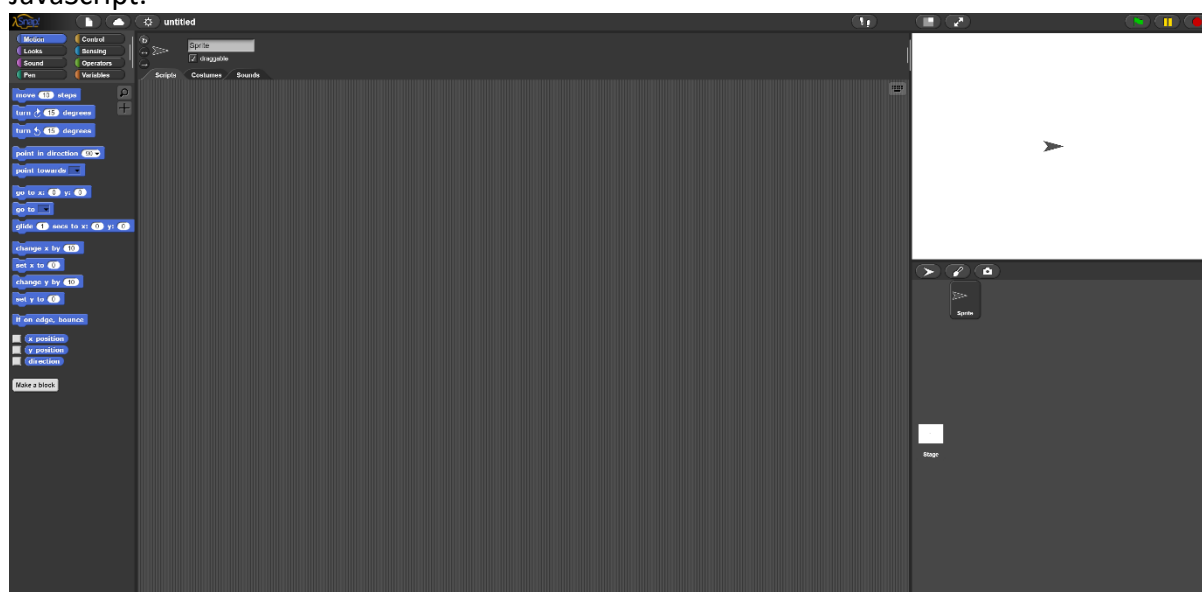 JavaScript.
Snap!
untitled
Motion Control
Looks Sensing
Sound Operators
Pen Variables
Sprite
draggable
Scripts Costumes Sounds
move 10 steps
turn 15 degrees
turn 15 degrees
point in direction 90
point towards
go to x: 0 y: 0
go to
glide 1 secs to x: 0 y: 0
change x by 10
set x to 0
change y by 10
set y to 0
if on edge, bounce
x position
y position
direction
Make a block
Sprite
Stage